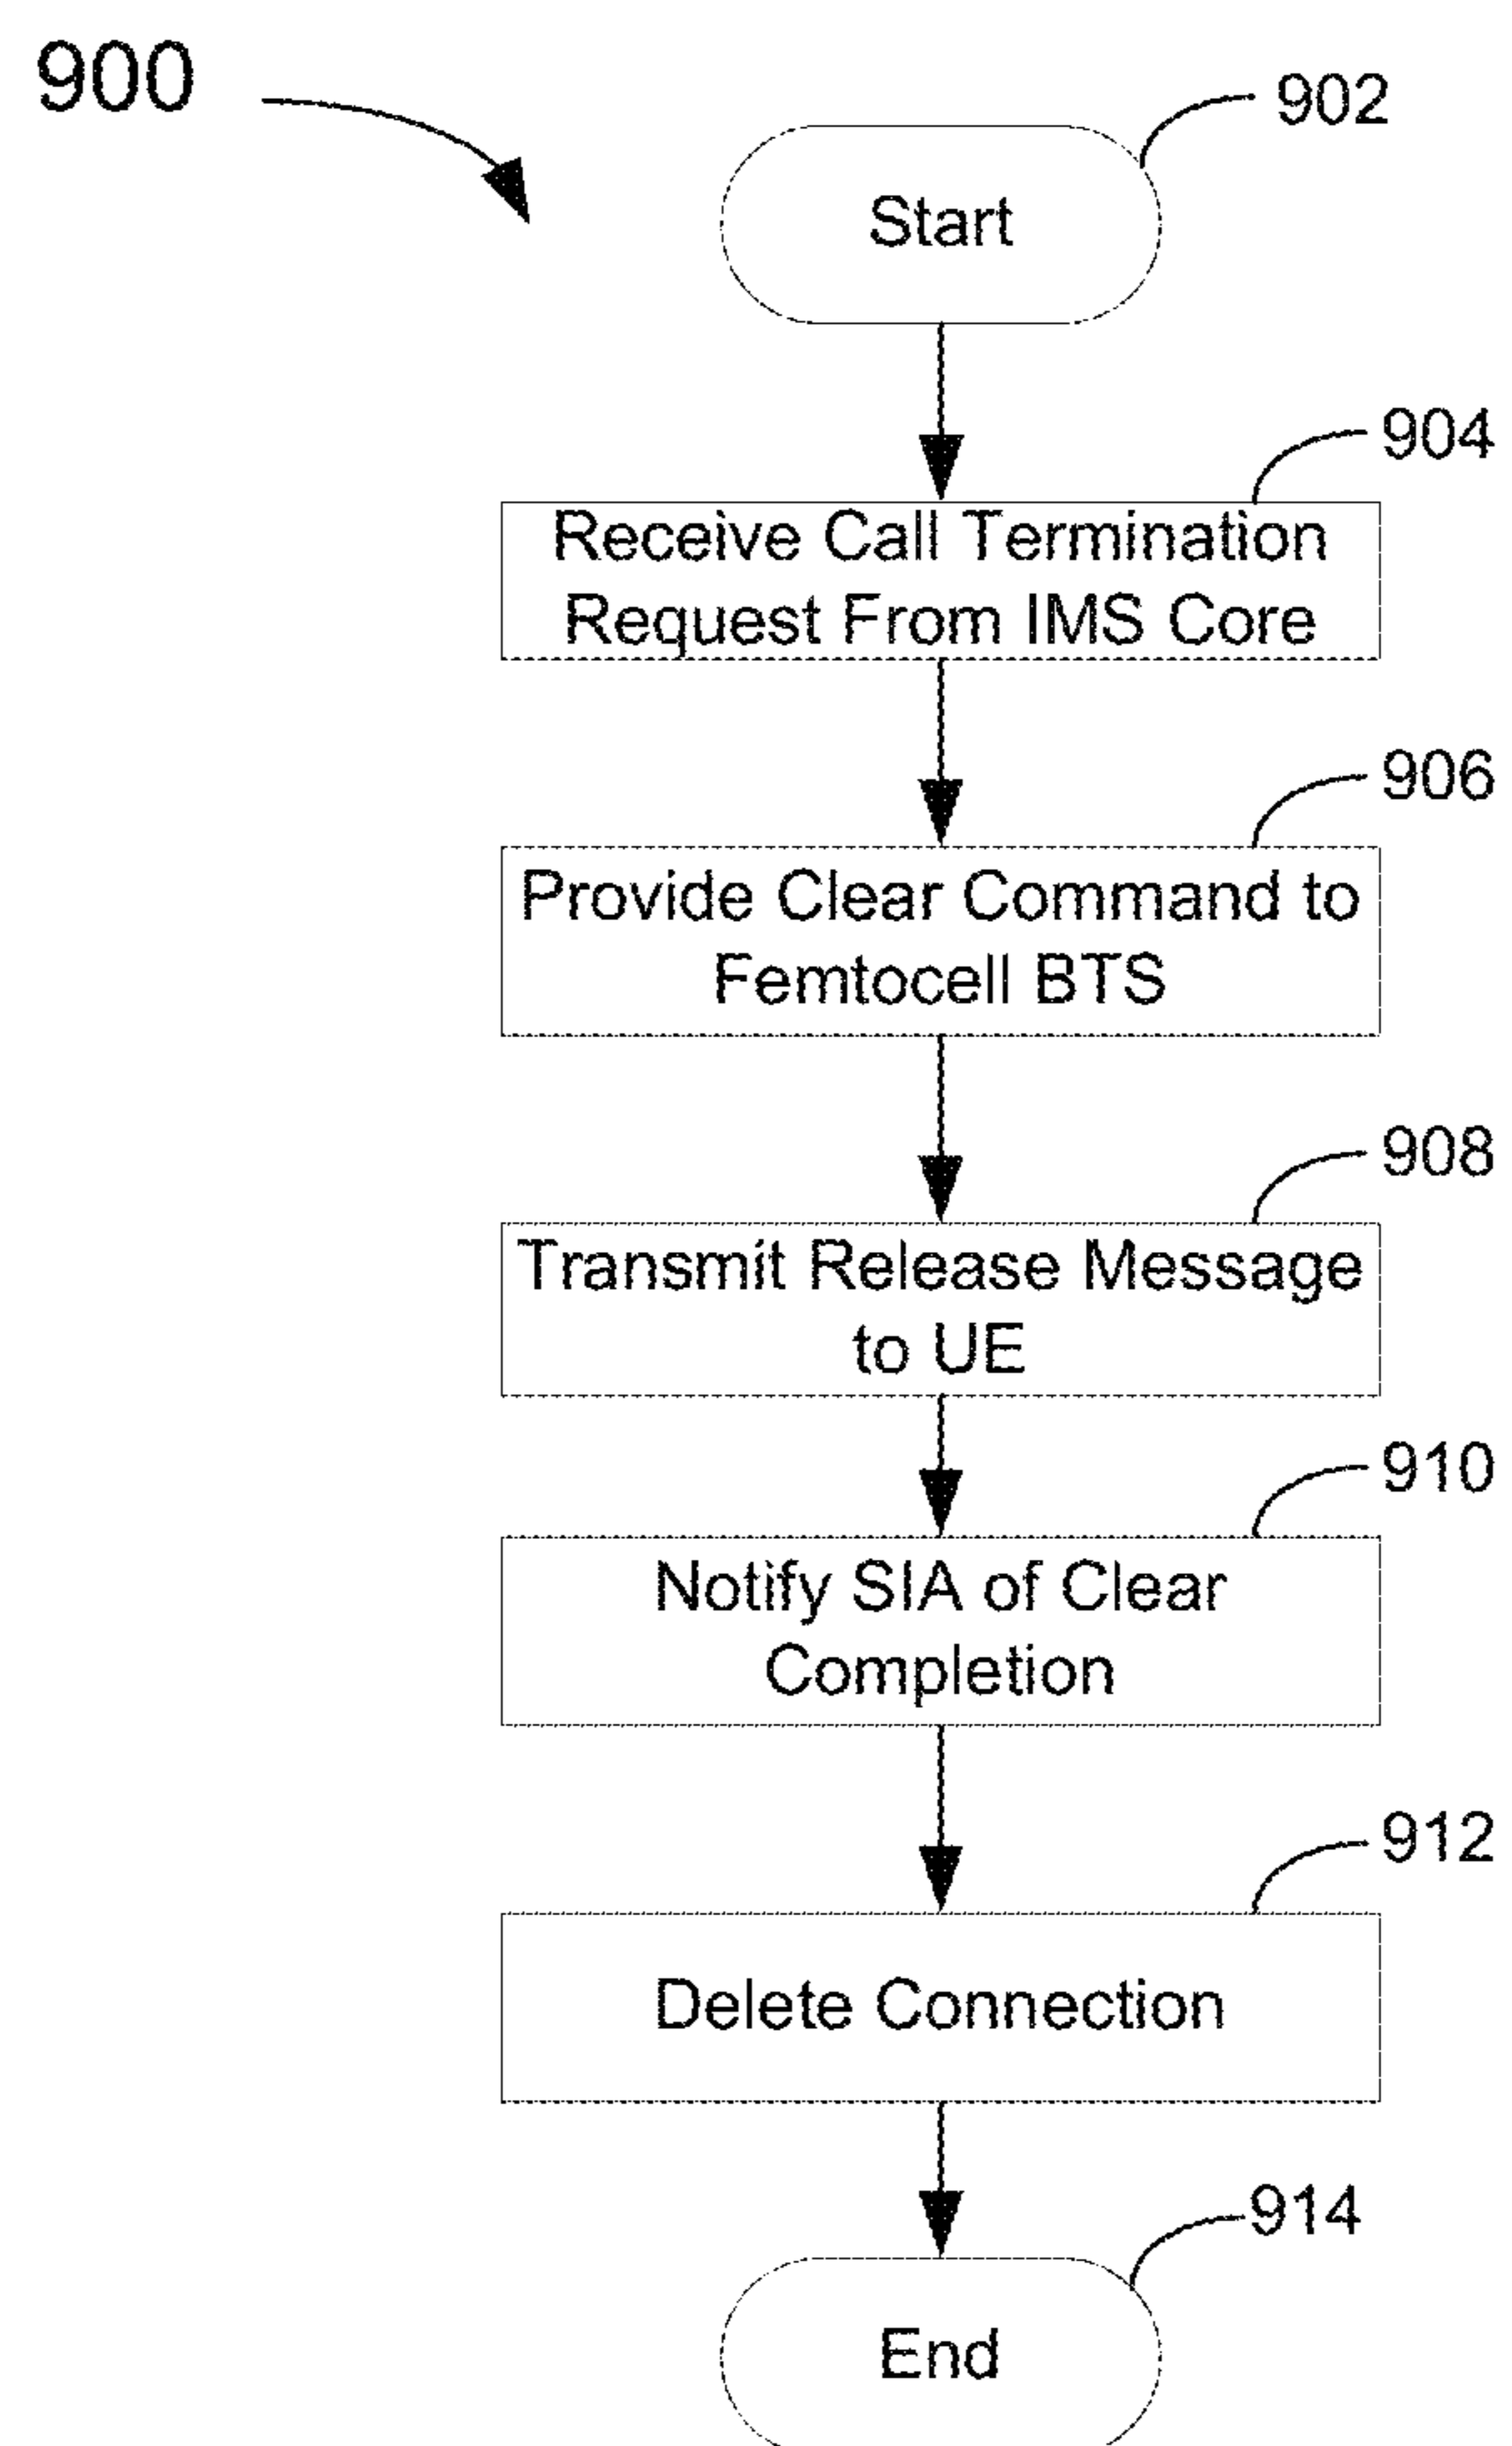 900
902
Start
904
Receive Call Termination
Request From IMS Core
906
Provide Clear Command to
Femtocell BTS
908
Transmit Release Message
to UE
910
Notify SIA of Clear
Completion
912
Delete Connection
914
End